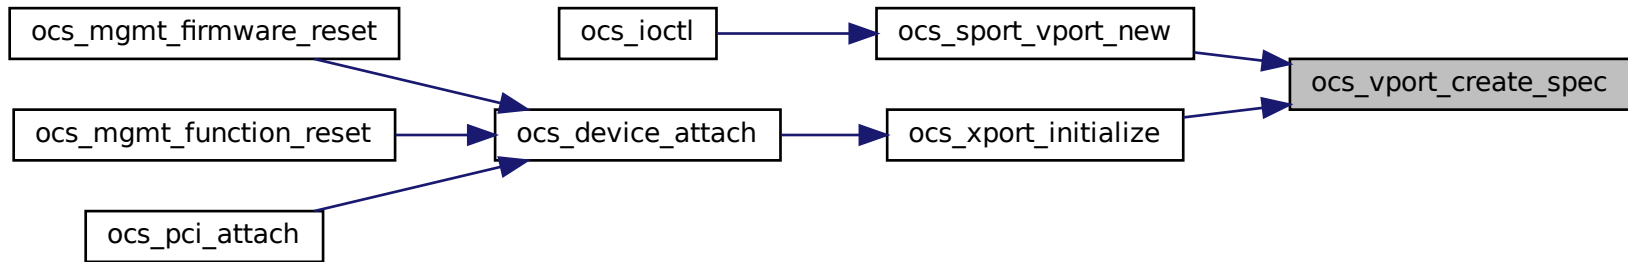 ocs_mgmt_firmware_reset
ocs_ioctl
ocs_sport_vport_new
ocs_vport_create_spec
ocs_mgmt_function_reset
ocs_device_attach
ocs_xport_initialize
ocs_pci_attach